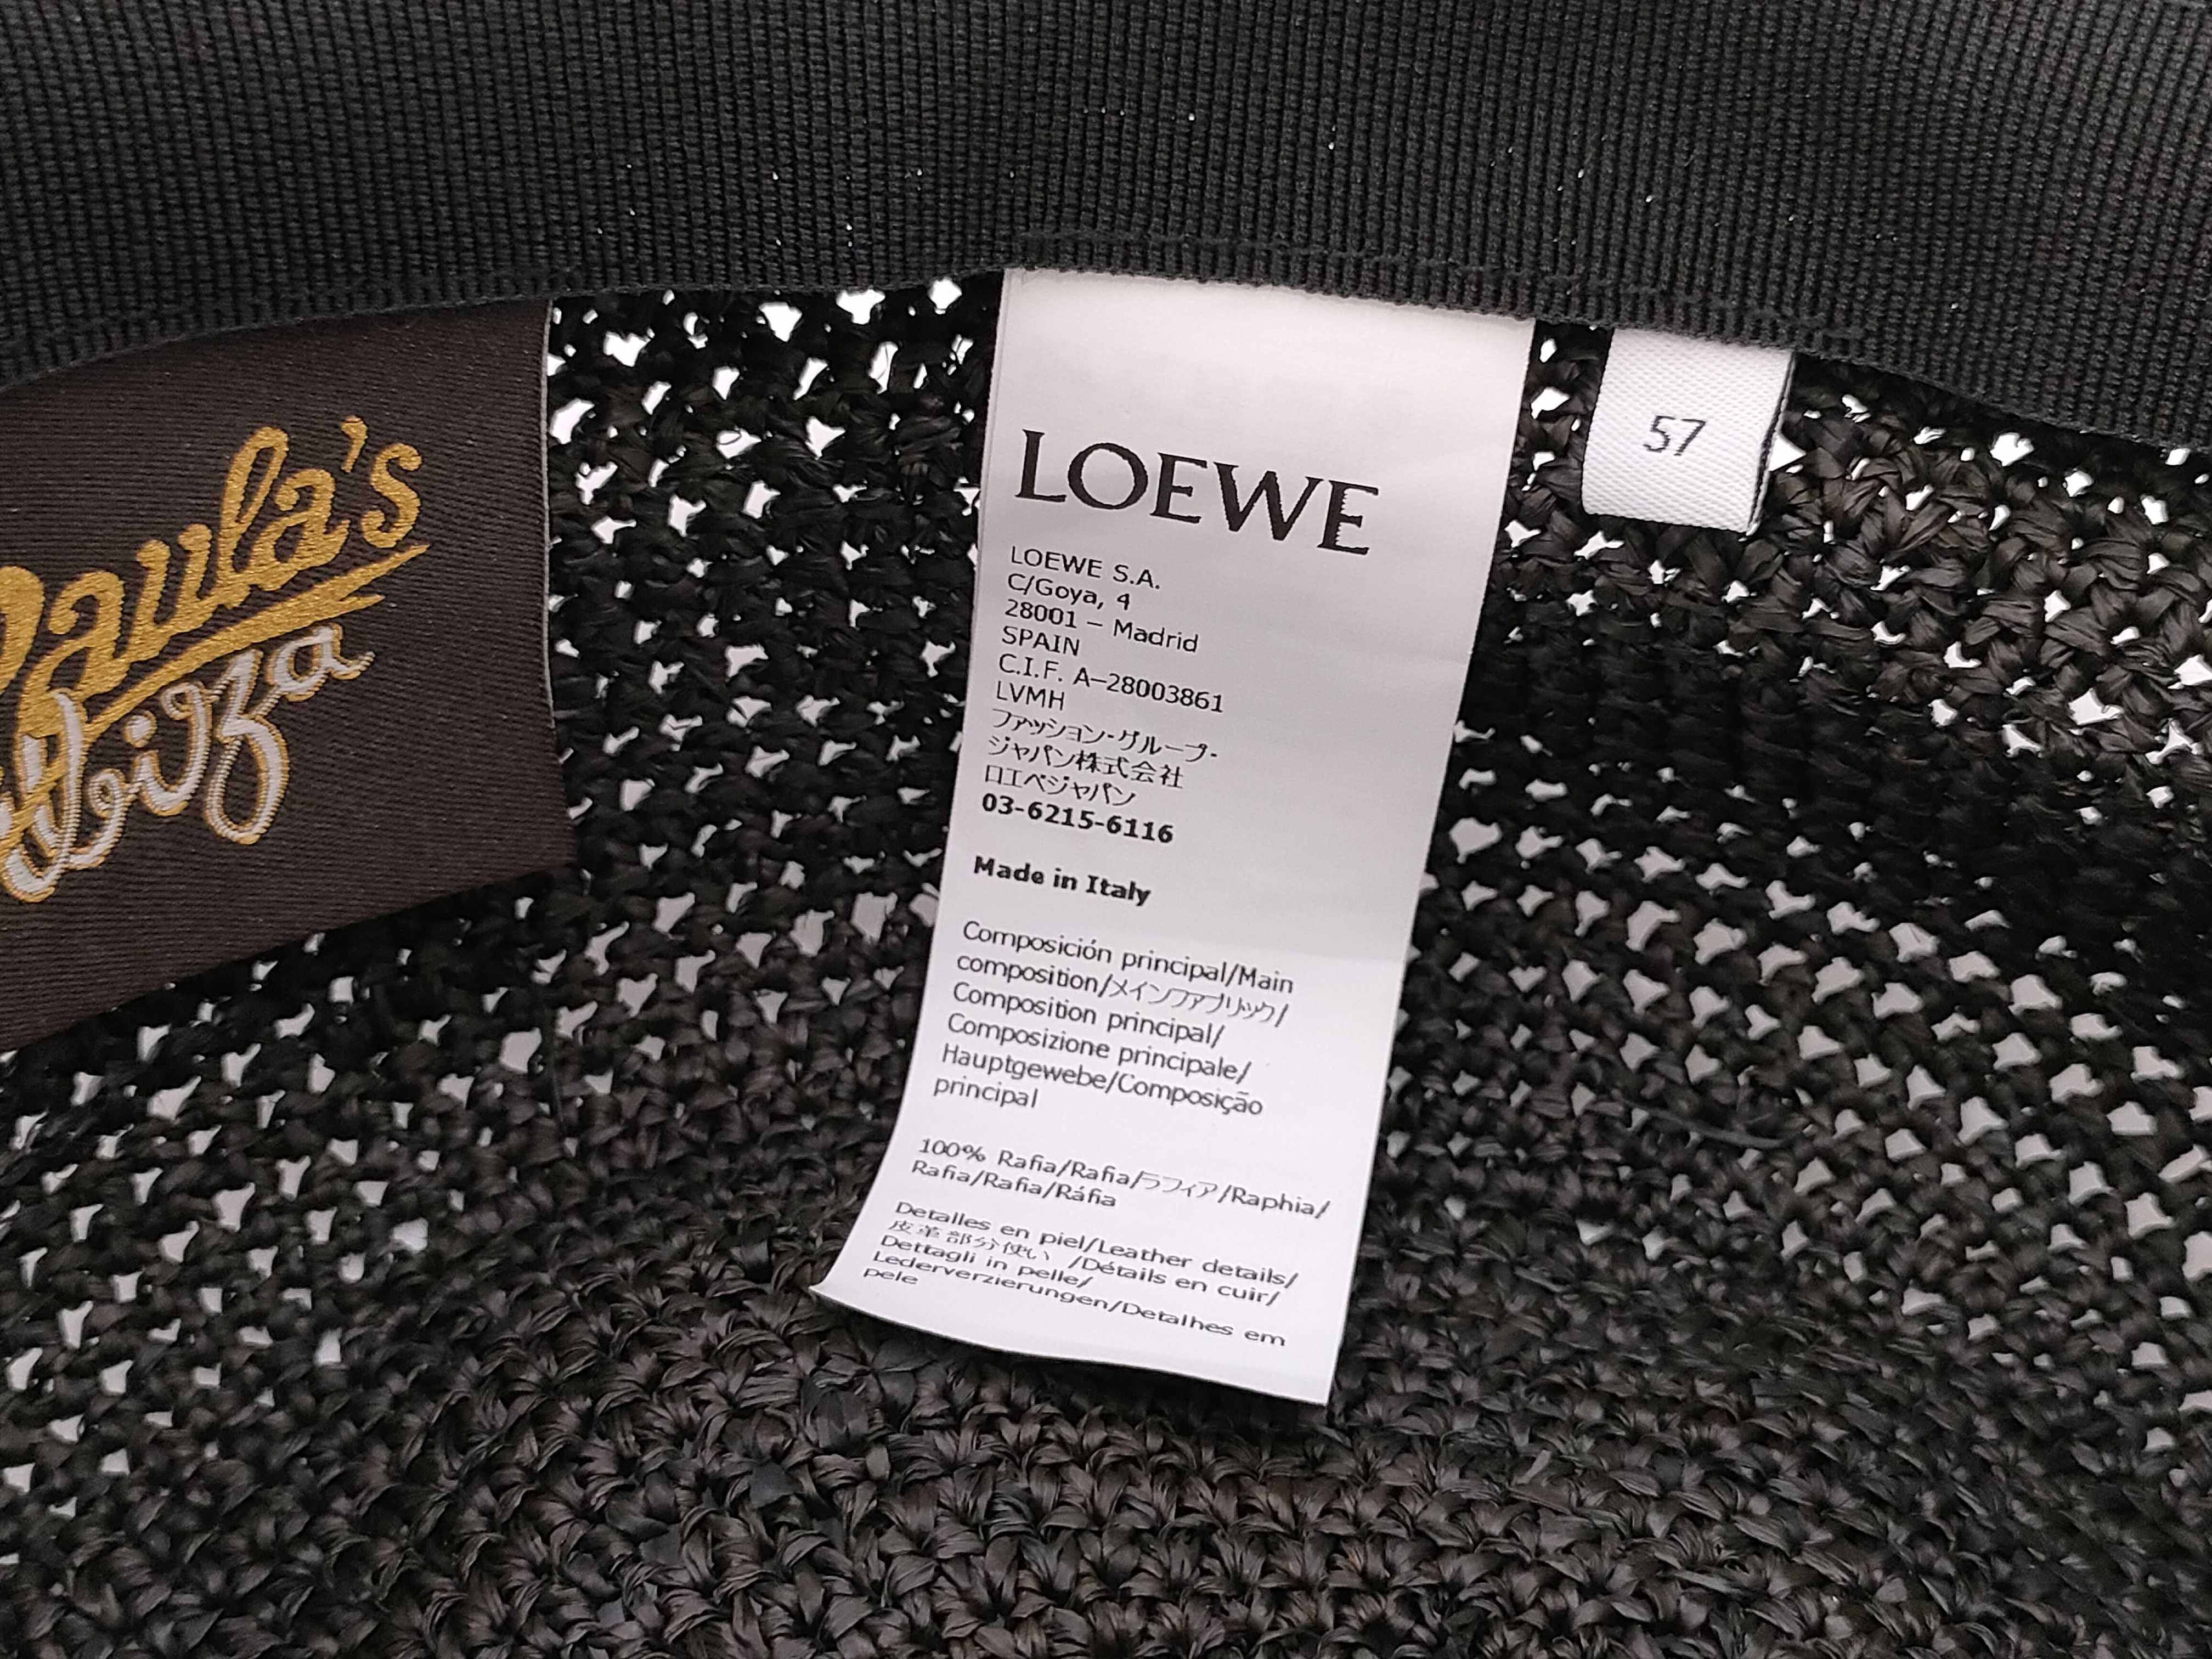 Paula's
Ibiza
LOEWE
LOEWE S.A.
C/Goya, 4
28001 – Madrid
SPAIN
C.I.F. A–28003861
LVMH
ファッション・グループ・
ジャパン株式会社
ロエベジャパン
03-6215-6116
Made in Italy
Composición principal/Main
composition/メインファブリック/
Composition principal/
Composizione principale/
Hauptgewebe/Composição
principal
100% Rafia/Rafia/ラフィア/Raphia/
Rafia/Rafia/Ráfia
Detalles en piel/Leather details/
皮革部分使い /Détails en cuir/
Dettagli in pelle/
Lederverzierungen/Detalhes em
pele
57